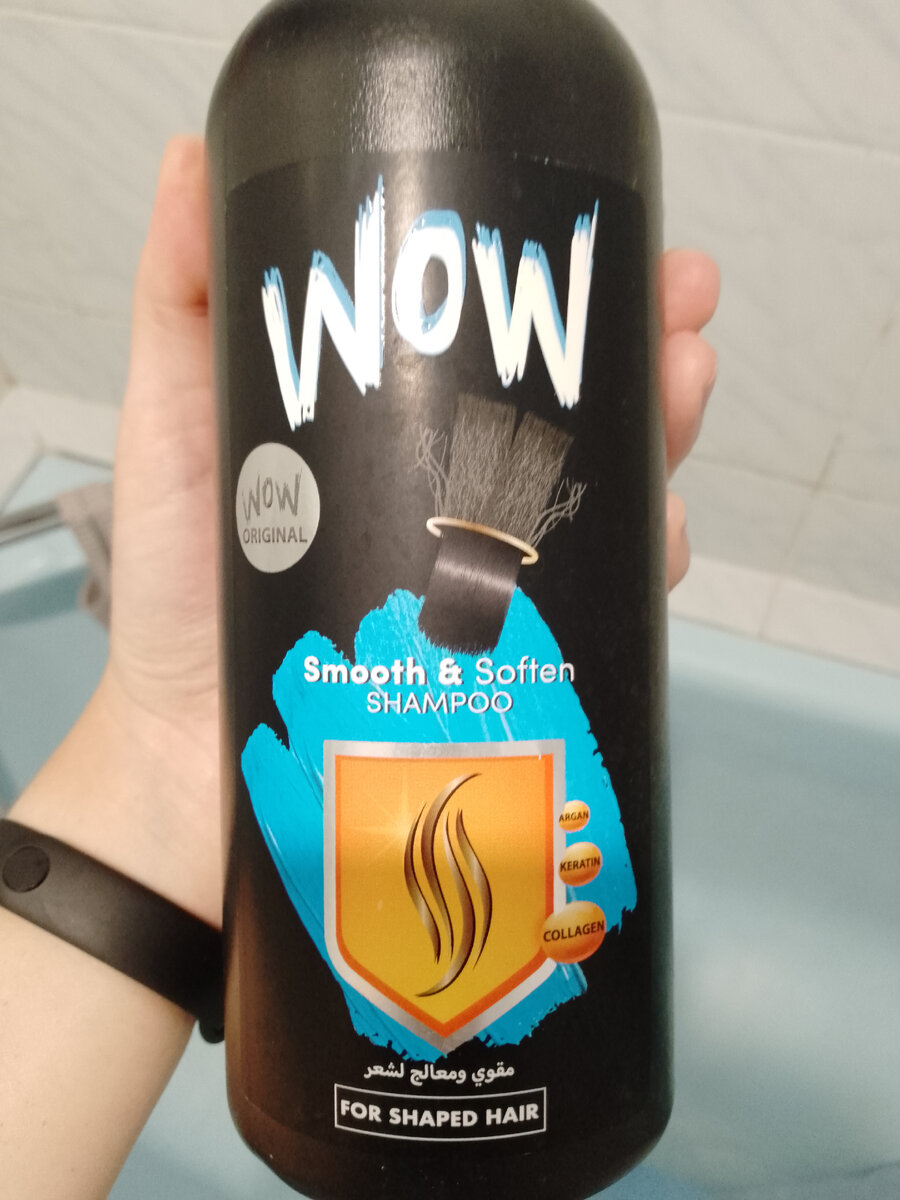 WOW
WOW
ORIGINAL
Smooth & Soften
SHAMPOO
ARGAN
KERATIN
COLLAGEN
مقوي ومعالج لشعر
FOR SHAPED HAIR